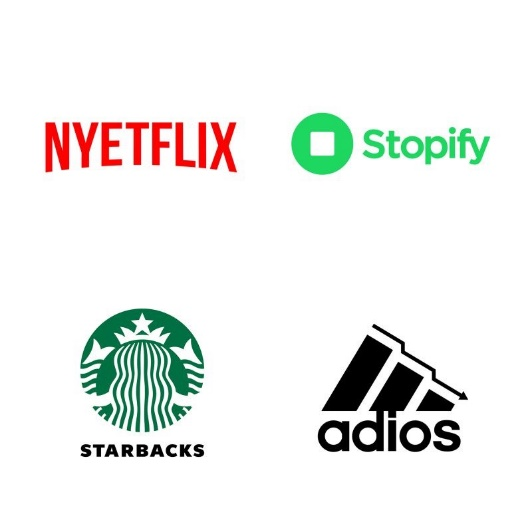 NYETFLIX
Stopify
STARBACKS
adios